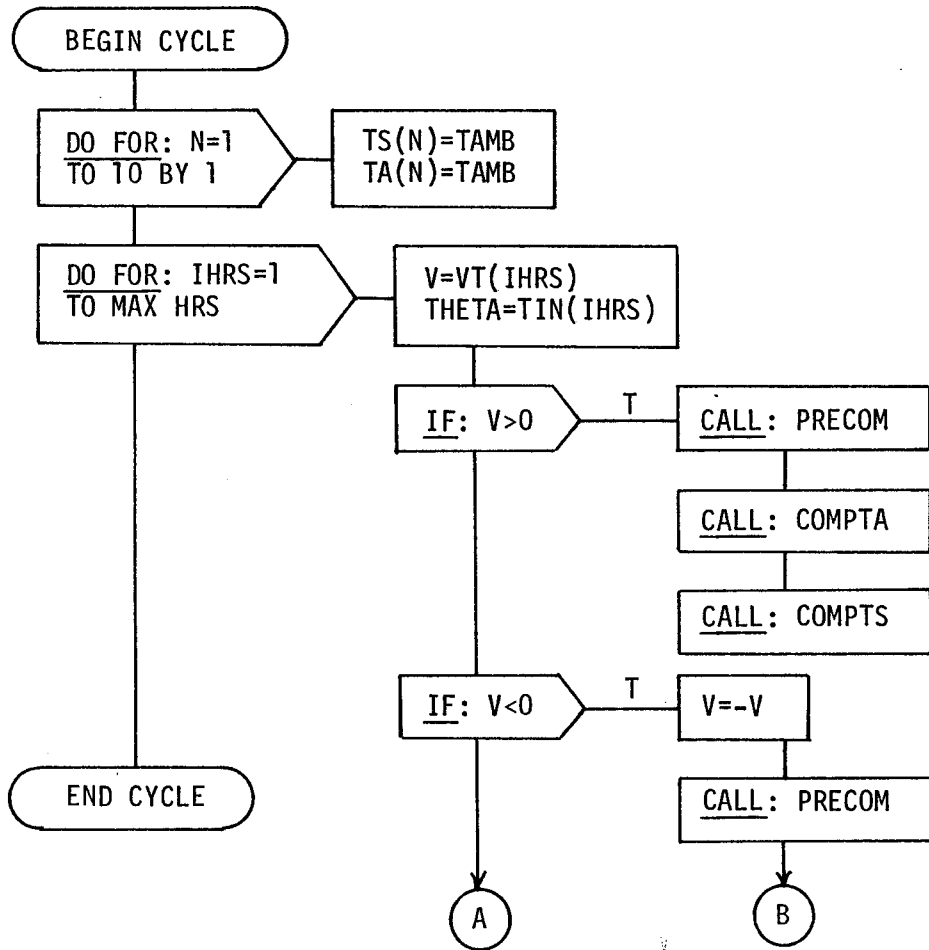 BEGIN CYCLE
DO FOR: N=1
TO 10 BY 1
TS(N)=TAMB
TA(N)=TAMB
DO FOR: IHRS=1
TO MAX HRS
V=VT(IHRS)
THETA=TIN(IHRS)
IF: V>0
T
CALL: PRECOM
CALL: COMPTA
CALL: COMPTS
IF: V<0
T
V=-V
END CYCLE
CALL: PRECOM
A
B